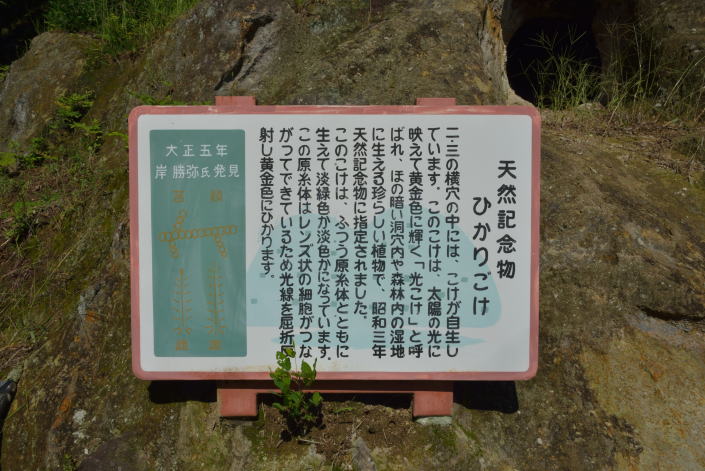 天然記念物
ひかりごけ
二、三の横穴の中には、こけが自生し
ています。このこけは、太陽の光に
映えて黄金色に輝く「光こけ」と呼
ばれ、ほの暗い洞穴内や森林内の湿地
に生える珍らしい植物で、昭和三年
天然記念物に指定されました。
このこけは、ふつう原糸体とともに
生えて淡緑色か淡色かになっています。
この原糸体はレンズ状の細胞がつな
がってできているため光線を屈折
射し黄金色にひかります。
大正五年
岸 勝弥氏発見